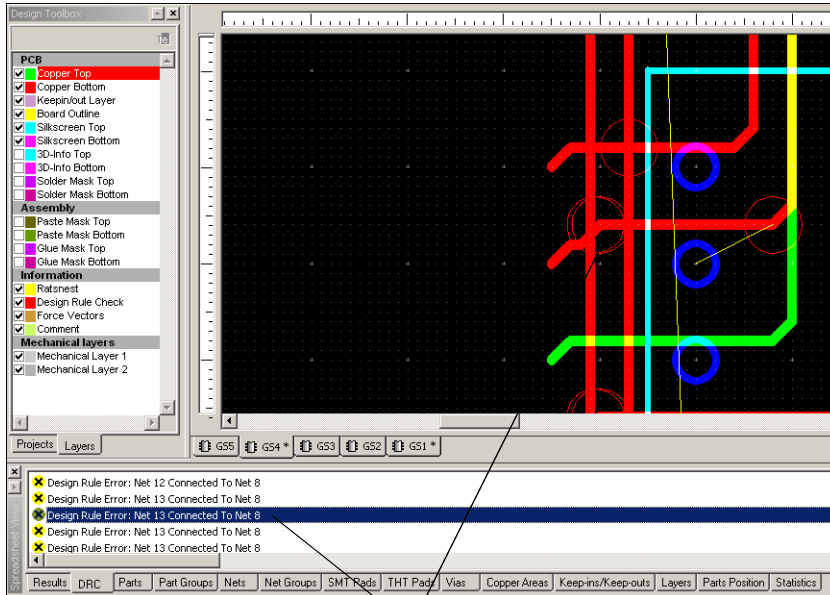 Design Toolbox
PCB
Copper Top
Copper Bottom
Keepin/out Layer
Board Outline
Silkscreen Top
Silkscreen Bottom
3D-Info Top
3D-Info Bottom
Solder Mask Top
Solder Mask Bottom
Assembly
Paste Mask Top
Paste Mask Bottom
Glue Mask Top
Glue Mask Bottom
Information
Ratsnest
Design Rule Check
Force Vectors
Comment
Mechanical layers
Mechanical Layer 1
Mechanical Layer 2
Projects Layers
GS5 GS4 * GS3 GS2 GS1 *
Spreadsheet View
Design Rule Error: Net 12 Connected To Net 8
Design Rule Error: Net 13 Connected To Net 8
Design Rule Error: Net 13 Connected To Net 8
Design Rule Error: Net 13 Connected To Net 8
Design Rule Error: Net 13 Connected To Net 8
Results DRC Parts Part Groups Nets Net Groups SMT Pads THT Pads Vias Copper Areas Keep-ins/Keep-outs Layers Parts Position Statistics